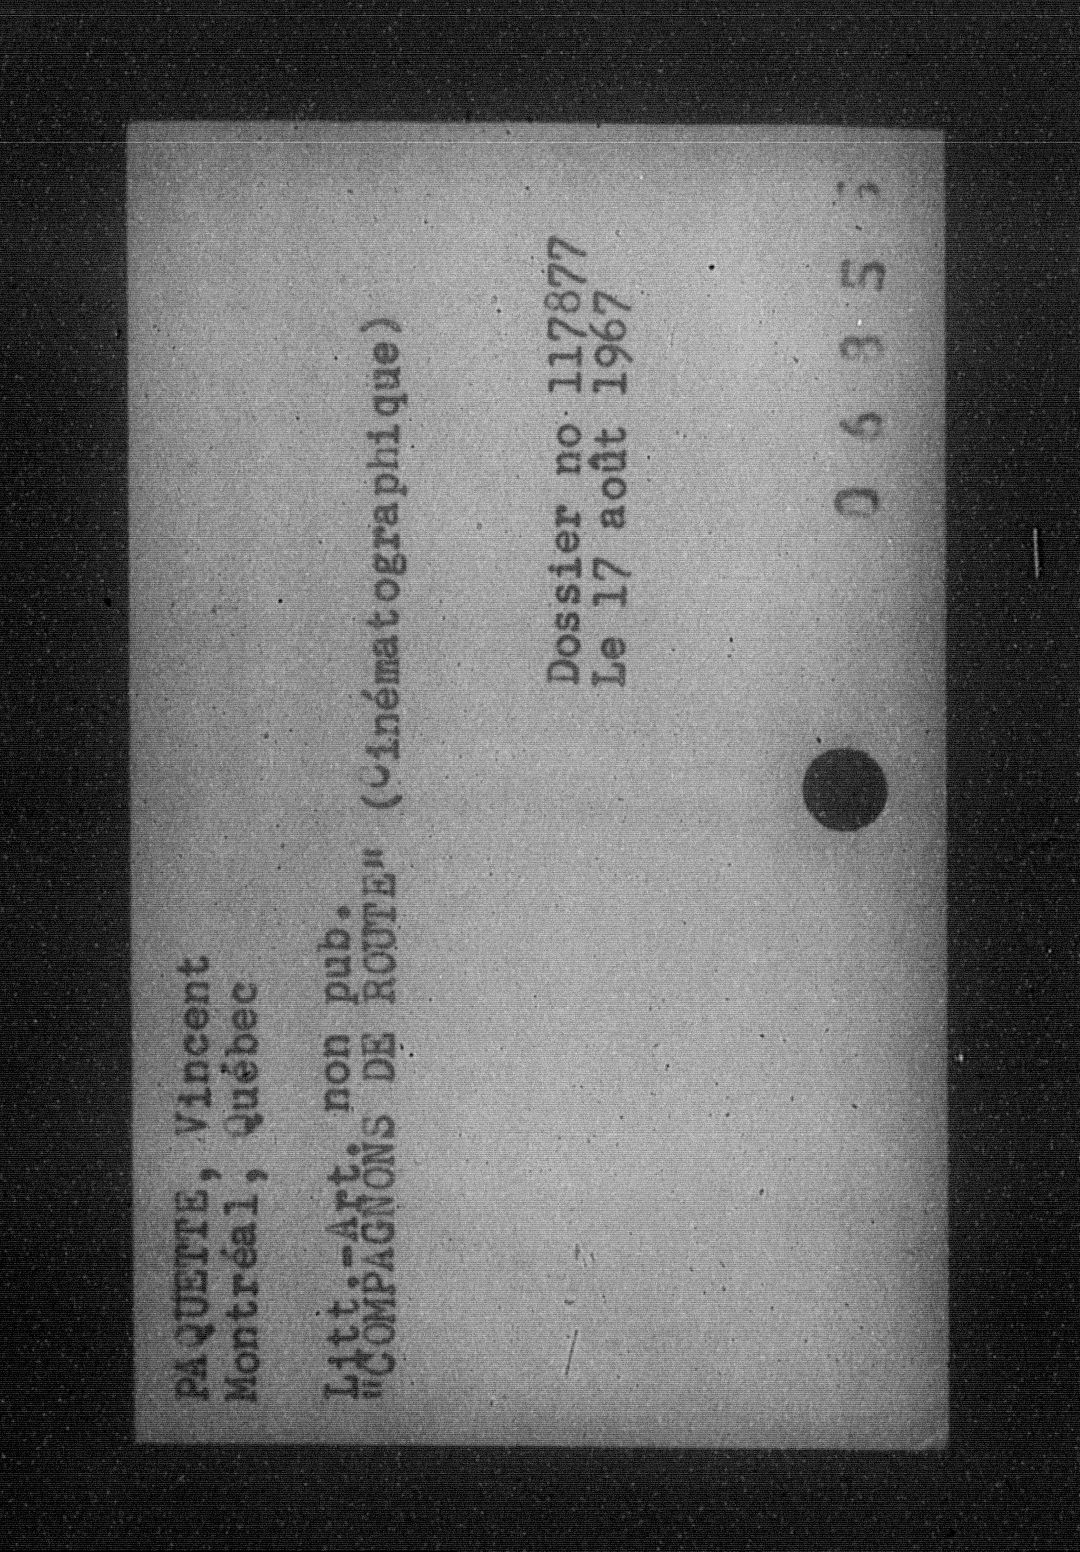 PAQUETTE, Vincent
Montréal, Québec
Litt.-Art. non pub.
"COMPAGNONS DE ROUTE" (Cinématographique)
Dossier no 117877
Le 17 août 1967